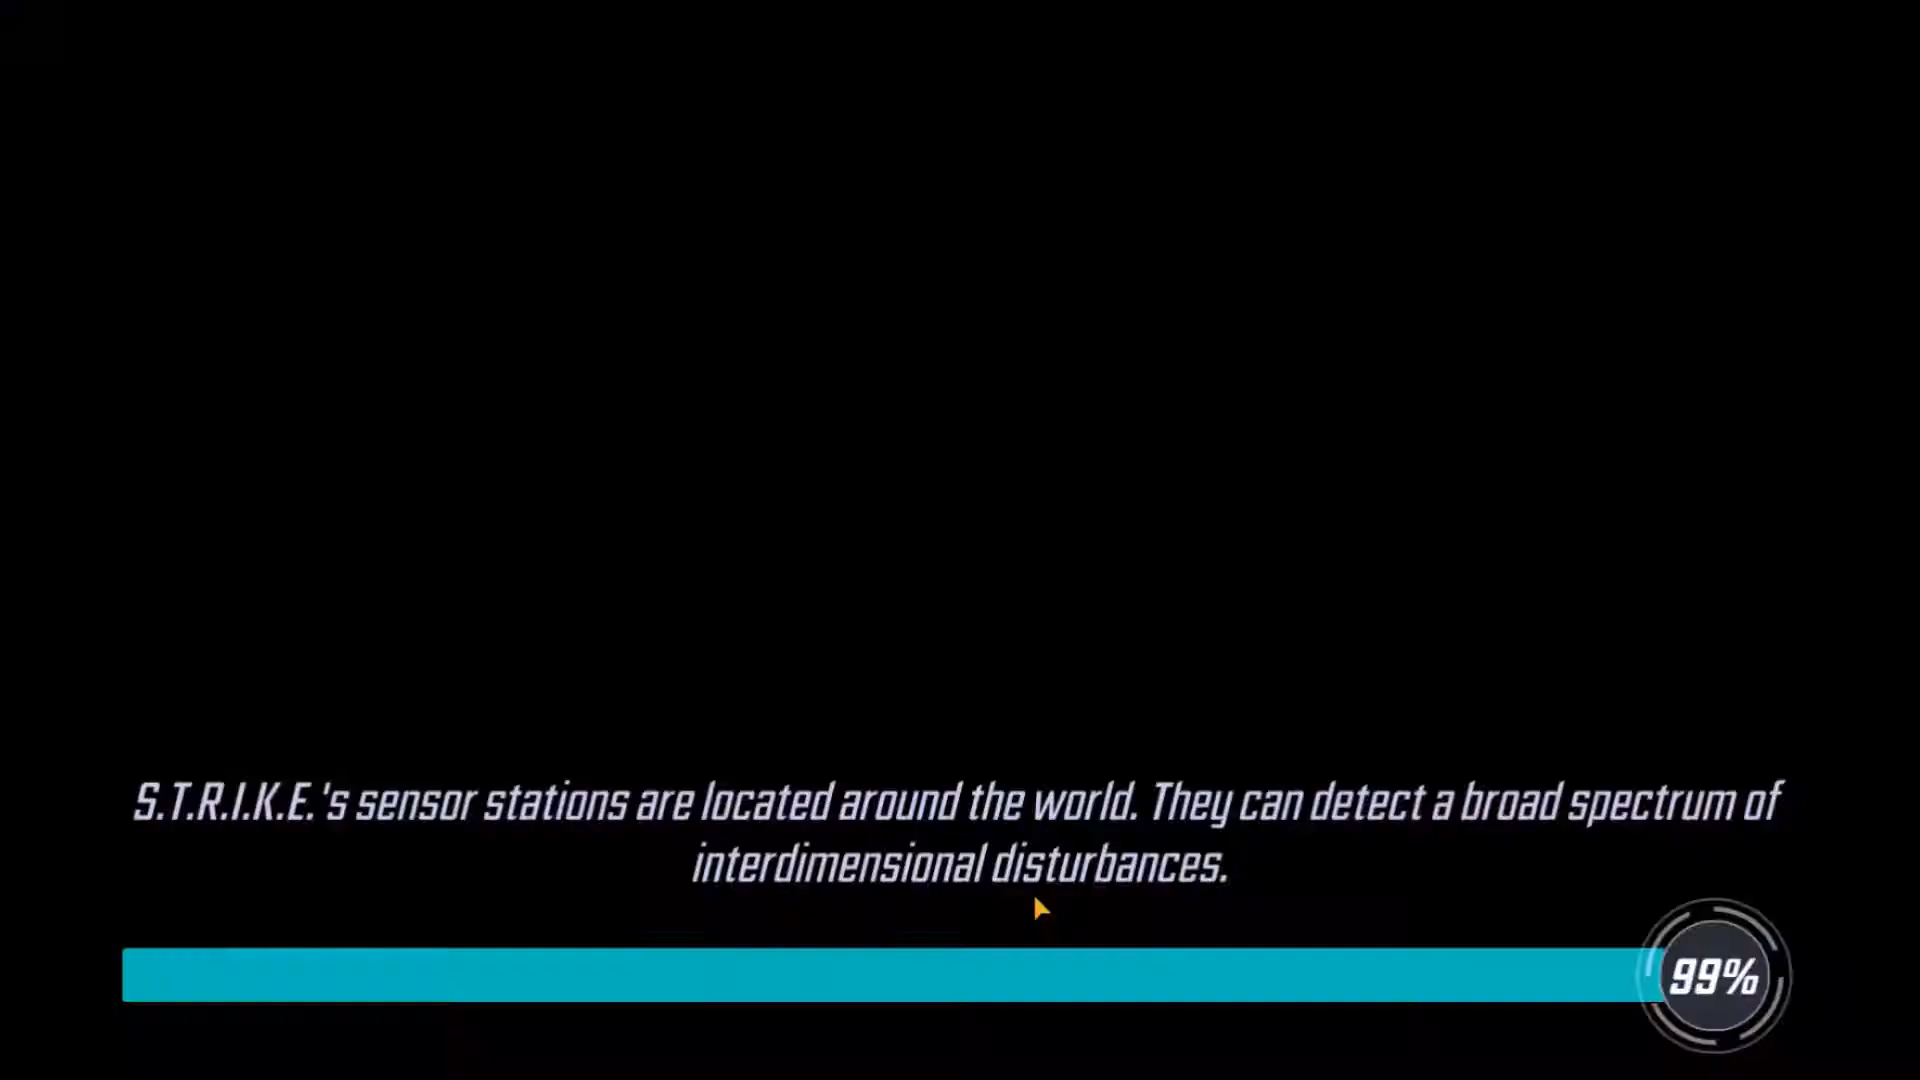 S.T.R.I.K.E.'s sensor stations are located around the world. They can detect a broad spectrum of
interdimensional disturbances.
99%